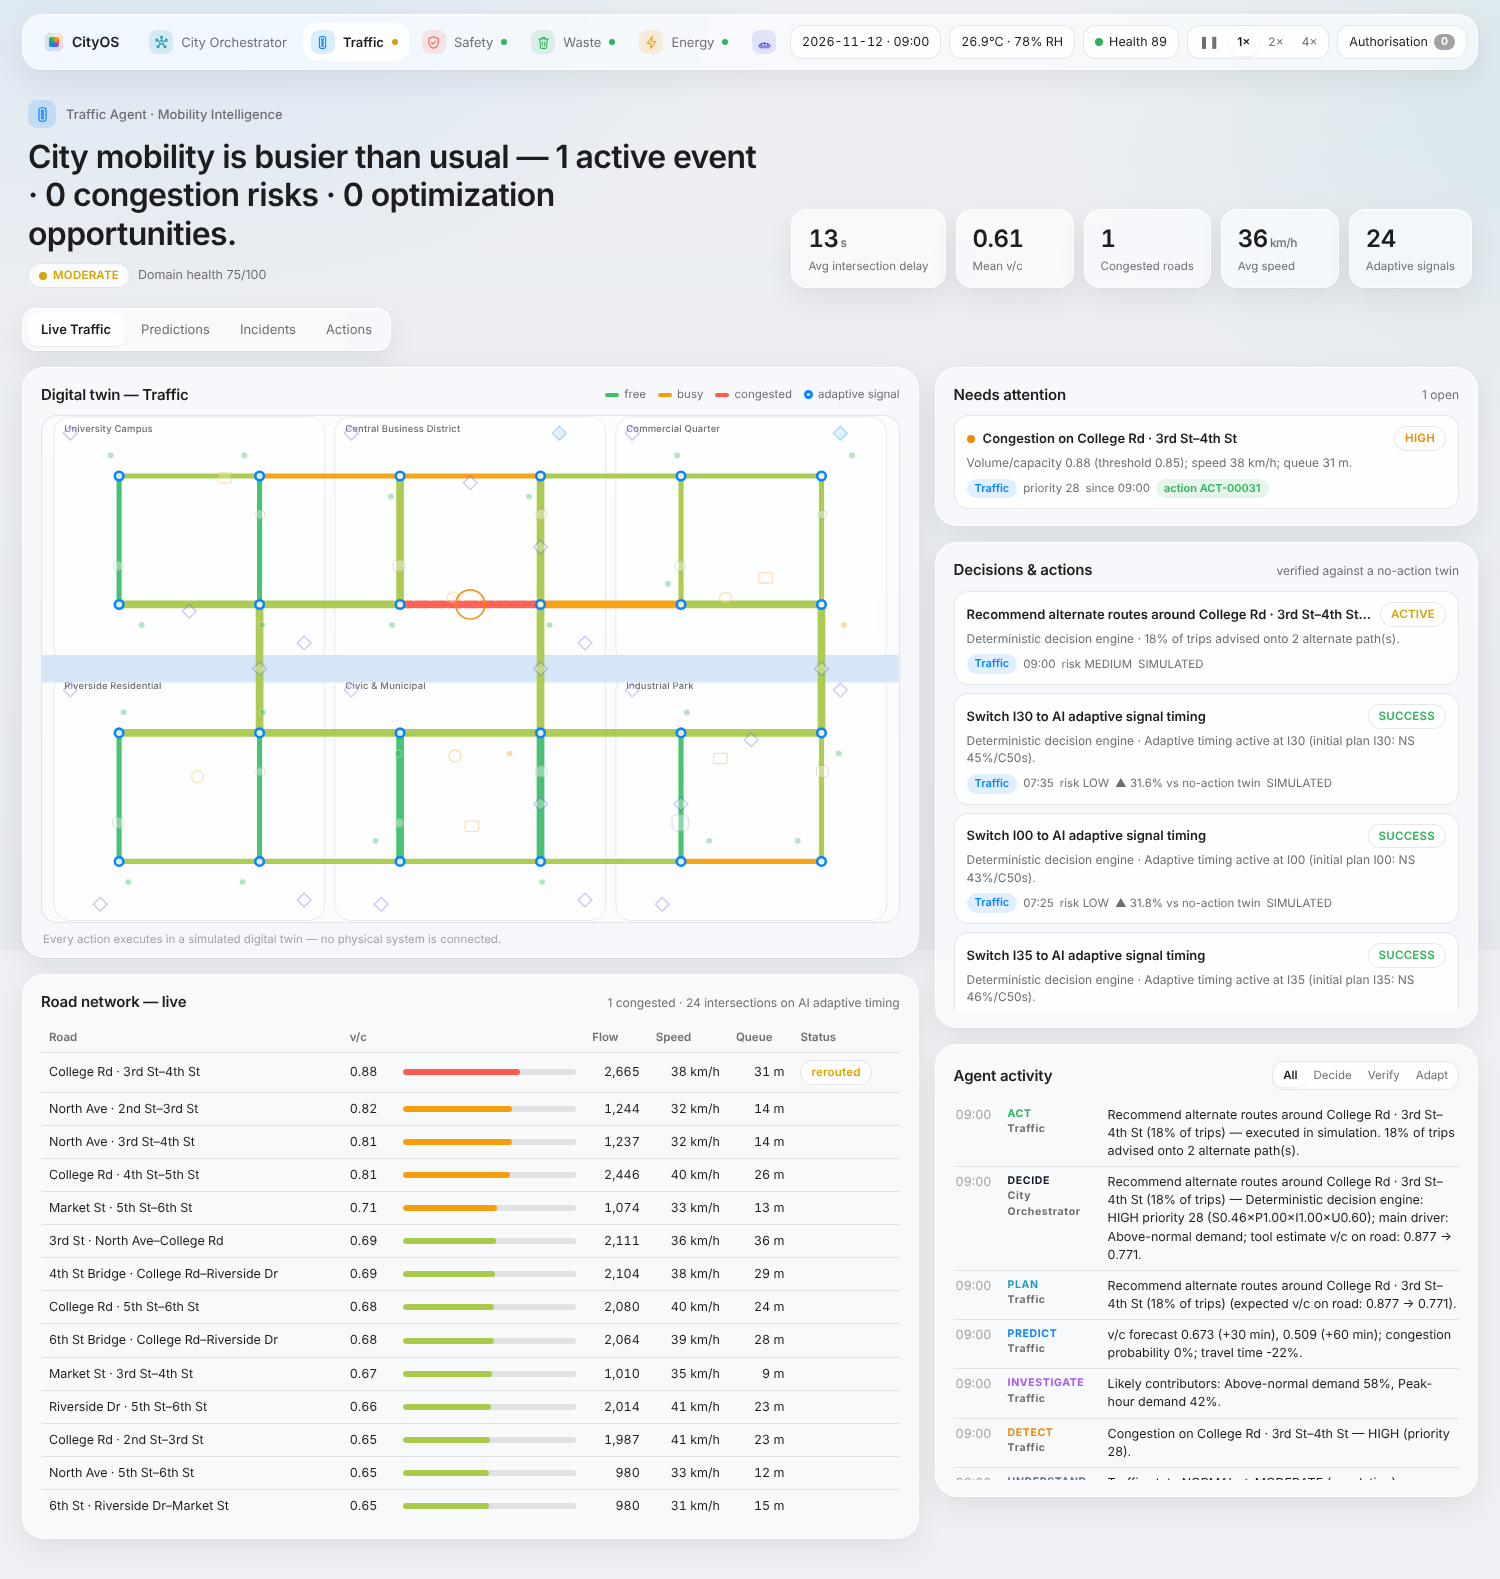 CityOS
City Orchestrator
Traffic
Safety
Waste
Energy
2026-11-12 · 09:00
26.9°C · 78% RH
Health 89
1×
2×
4×
Authorisation 0
Traffic Agent · Mobility Intelligence
City mobility is busier than usual — 1 active event
· 0 congestion risks · 0 optimization
opportunities.
MODERATE
Domain health 75/100
13 s
Avg intersection delay
0.61
Mean v/c
1
Congested roads
36 km/h
Avg speed
24
Adaptive signals
Live Traffic
Predictions
Incidents
Actions
Digital twin — Traffic
free
busy
congested
adaptive signal
University Campus
Central Business District
Commercial Quarter
Riverside Residential
Civic & Municipal
Industrial Park
Every action executes in a simulated digital twin — no physical system is connected.
Road network — live
1 congested · 24 intersections on AI adaptive timing
Road v/c Flow Speed Queue Status
College Rd · 3rd St–4th St 0.88 2,665 38 km/h 31 m rerouted
North Ave · 2nd St–3rd St 0.82 1,244 32 km/h 14 m
North Ave · 3rd St–4th St 0.81 1,237 32 km/h 14 m
College Rd · 4th St–5th St 0.81 2,446 40 km/h 26 m
Market St · 5th St–6th St 0.71 1,074 33 km/h 13 m
3rd St · North Ave–College Rd 0.69 2,111 36 km/h 36 m
4th St Bridge · College Rd–Riverside Dr 0.69 2,104 38 km/h 29 m
College Rd · 5th St–6th St 0.68 2,080 40 km/h 24 m
6th St Bridge · College Rd–Riverside Dr 0.68 2,064 39 km/h 28 m
Market St · 3rd St–4th St 0.67 1,010 35 km/h 9 m
Riverside Dr · 5th St–6th St 0.66 2,014 41 km/h 23 m
College Rd · 2nd St–3rd St 0.65 1,987 41 km/h 23 m
North Ave · 5th St–6th St 0.65 980 33 km/h 12 m
6th St · Riverside Dr–Market St 0.65 980 31 km/h 15 m
Needs attention
1 open
Congestion on College Rd · 3rd St–4th St
HIGH
Volume/capacity 0.88 (threshold 0.85); speed 38 km/h; queue 31 m.
Traffic priority 28 since 09:00 action ACT-00031
Decisions & actions
verified against a no-action twin
Recommend alternate routes around College Rd · 3rd St–4th St…
ACTIVE
Deterministic decision engine · 18% of trips advised onto 2 alternate path(s).
Traffic 09:00 risk MEDIUM SIMULATED
Switch I30 to AI adaptive signal timing
SUCCESS
Deterministic decision engine · Adaptive timing active at I30 (initial plan I30: NS
45%/C50s).
Traffic 07:35 risk LOW ▲ 31.6% vs no-action twin SIMULATED
Switch I00 to AI adaptive signal timing
SUCCESS
Deterministic decision engine · Adaptive timing active at I00 (initial plan I00: NS
43%/C50s).
Traffic 07:25 risk LOW ▲ 31.8% vs no-action twin SIMULATED
Switch I35 to AI adaptive signal timing
SUCCESS
Deterministic decision engine · Adaptive timing active at I35 (initial plan I35: NS
46%/C50s).
Agent activity
All
Decide
Verify
Adapt
09:00 ACT
Traffic
Recommend alternate routes around College Rd · 3rd St–
4th St (18% of trips) — executed in simulation. 18% of trips
advised onto 2 alternate path(s).
09:00 DECIDE
City
Orchestrator
Recommend alternate routes around College Rd · 3rd St–
4th St (18% of trips) — Deterministic decision engine:
HIGH priority 28 (S0.46×P1.00×I1.00×U0.60); main driver:
Above-normal demand; tool estimate v/c on road: 0.877 →
0.771.
09:00 PLAN
Traffic
Recommend alternate routes around College Rd · 3rd St–
4th St (18% of trips) (expected v/c on road: 0.877 → 0.771).
09:00 PREDICT
Traffic
v/c forecast 0.673 (+30 min), 0.509 (+60 min); congestion
probability 0%; travel time -22%.
09:00 INVESTIGATE
Traffic
Likely contributors: Above-normal demand 58%, Peak-
hour demand 42%.
09:00 DETECT
Traffic
Congestion on College Rd · 3rd St–4th St — HIGH (priority
28).